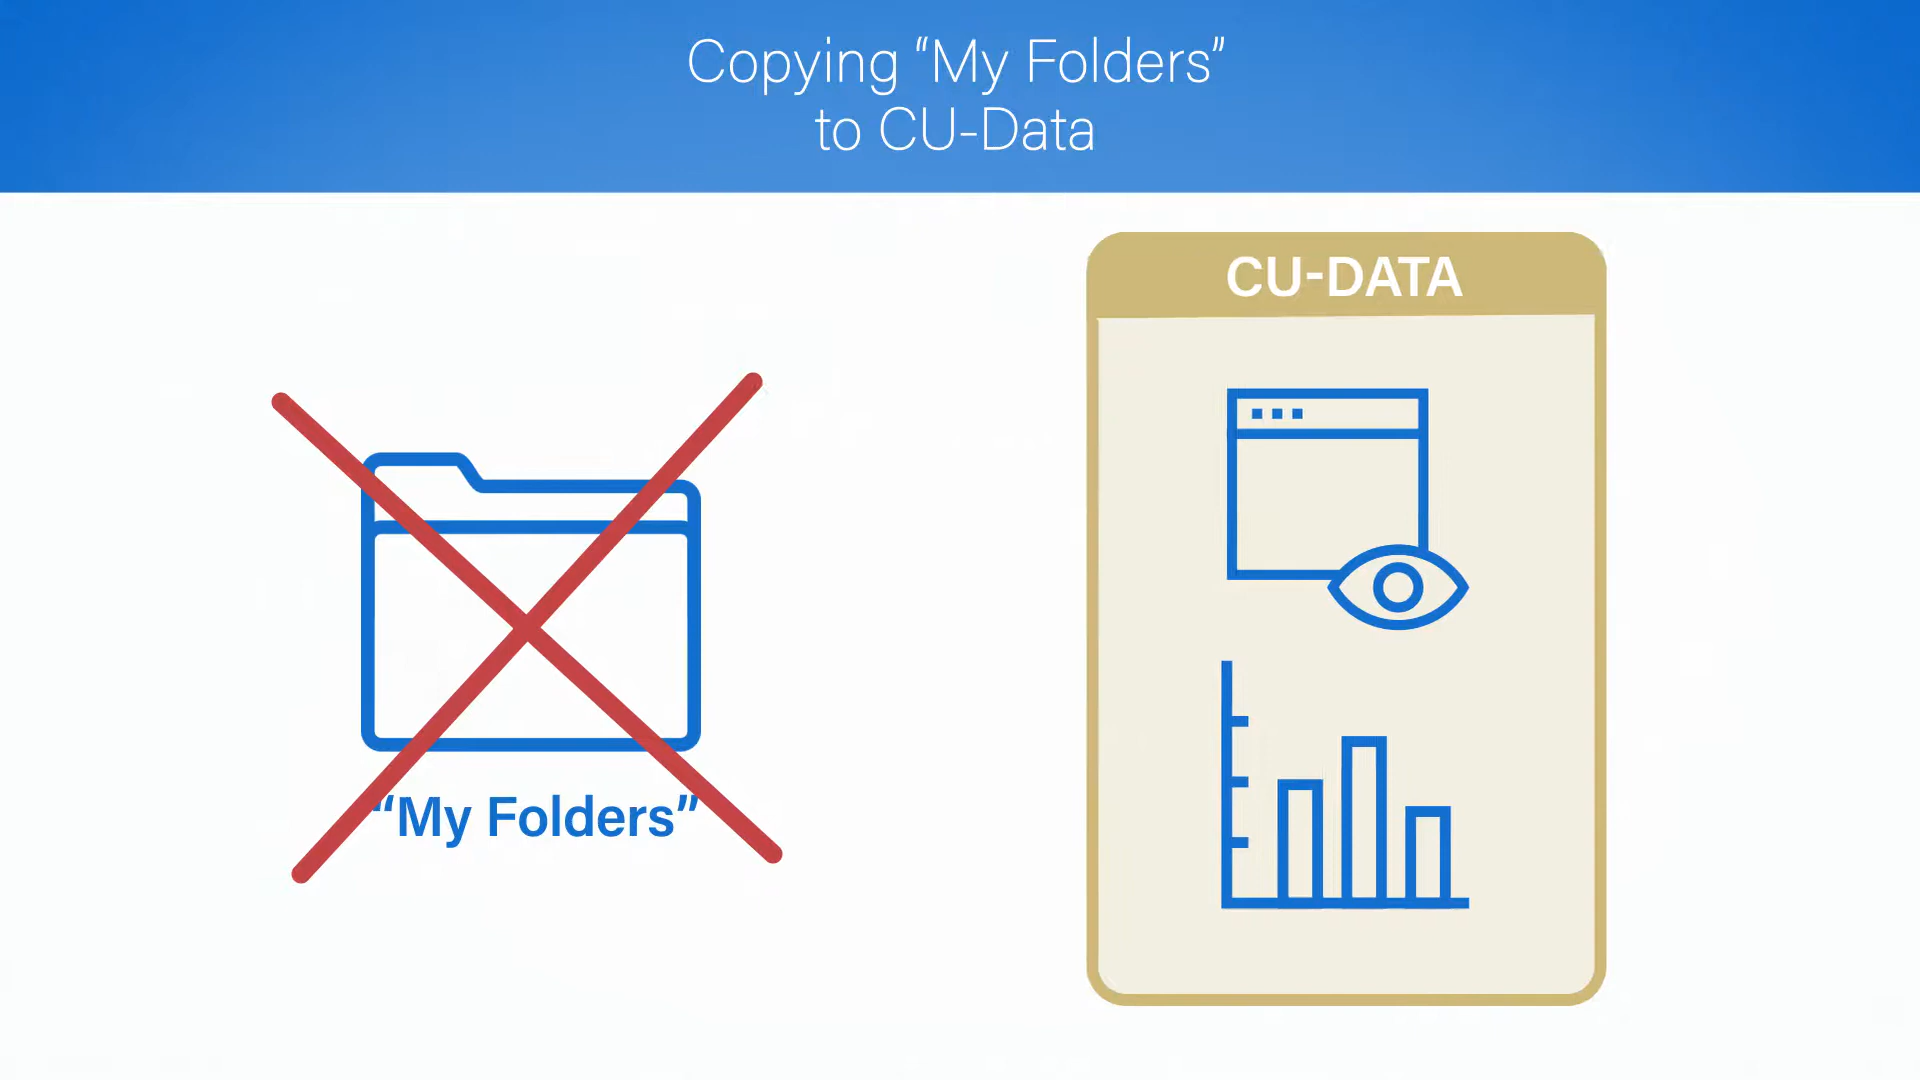 Copying “My Folders”
to CU-Data
CU-DATA
“My Folders”